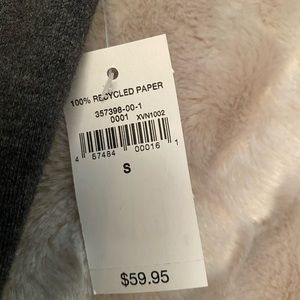 100% RECYCLED PAPER
357398-00-1
0001 XVN1002
4 57484 00016 1
S
$59.95